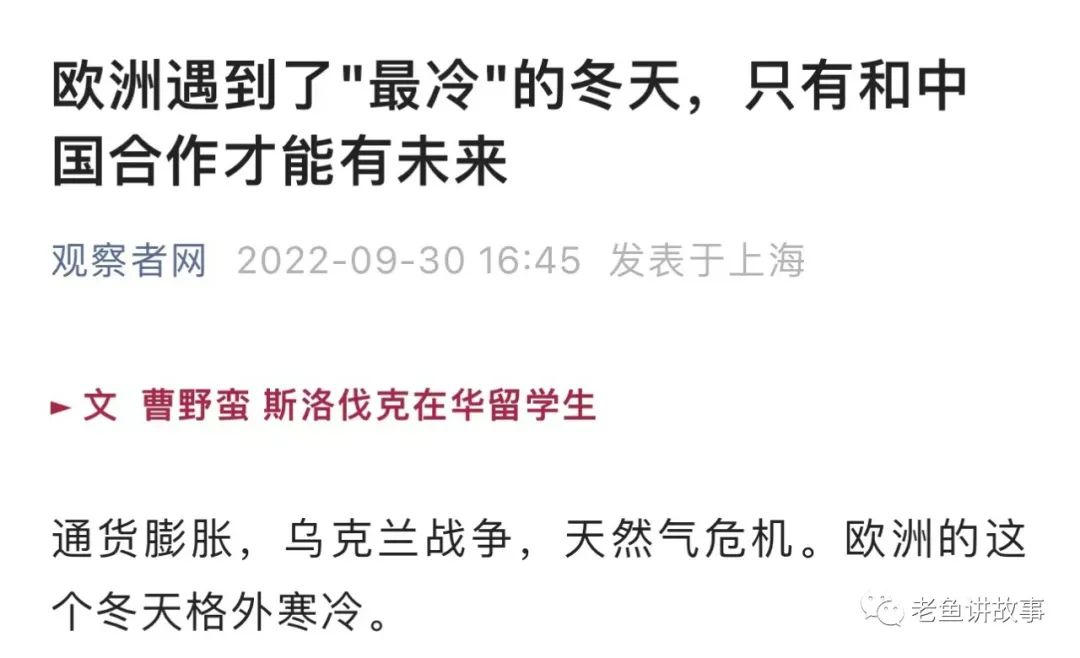 欧洲遇到了"最冷"的冬天，只有和中
国合作才能有未来
观察者网 2022-09-30 16:45 发表于上海
►文 曹野蛮 斯洛伐克在华留学生
通货膨胀，乌克兰战争，天然气危机。欧洲的这
个冬天格外寒冷。
老鱼讲故事